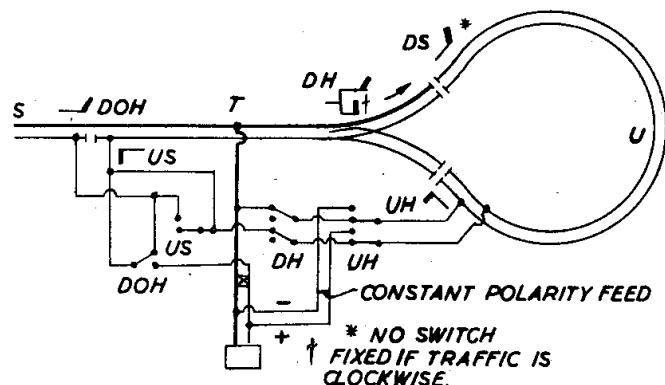 DS *
DH
S DOH T
US
U
UH
US
DH UH
DOH
CONSTANT POLARITY FEED
−
+
* NO SWITCH
† FIXED IF TRAFFIC IS
CLOCKWISE.